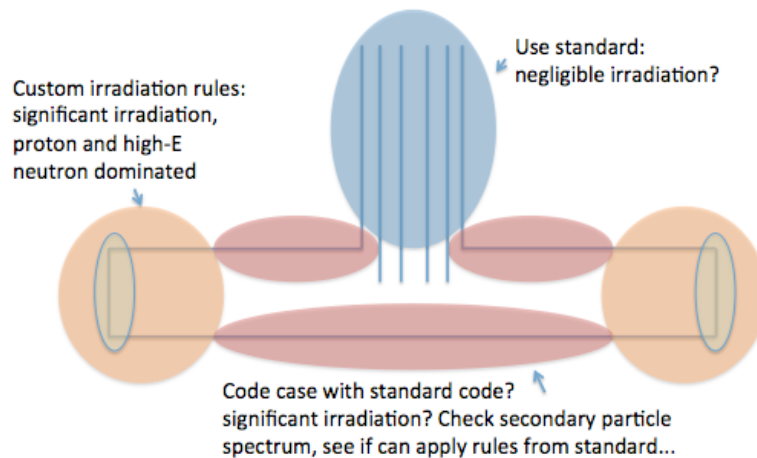 Use standard:
negligible irradiation?
Custom irradiation rules:
significant irradiation,
proton and high-E
neutron dominated
Code case with standard code?
significant irradiation? Check secondary particle
spectrum, see if can apply rules from standard...